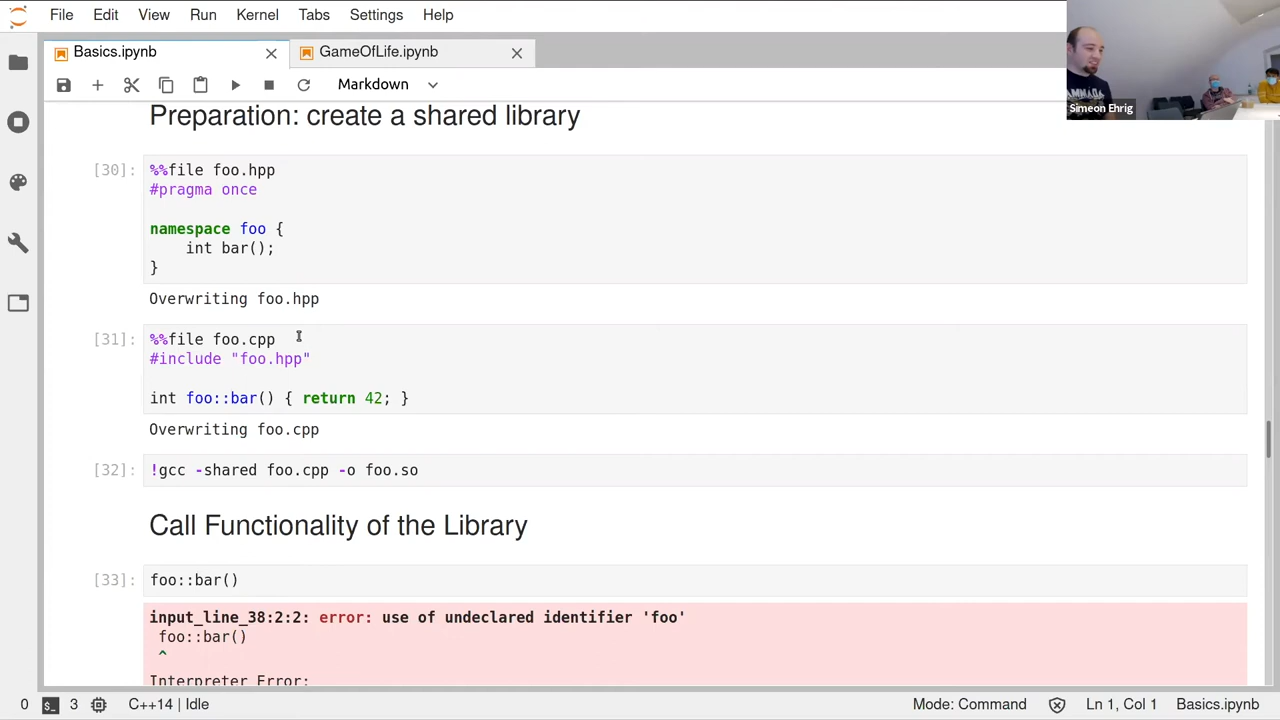 File Edit View Run Kernel Tabs Settings Help
Basics.ipynb
GameOfLife.ipynb
Markdown
Simeon Ehrig
Preparation: create a shared library
[30]:
%%file foo.hpp
#pragma once
namespace foo {
int bar();
}
Overwriting foo.hpp
[31]:
%%file foo.cpp
#include "foo.hpp"
int foo::bar() { return 42; }
Overwriting foo.cpp
[32]:
!gcc -shared foo.cpp -o foo.so
Call Functionality of the Library
[33]:
foo::bar()
input_line_38:2:2: error: use of undeclared identifier 'foo'
foo::bar()
^
Interpreter Error:
0 $_ 3 C++14 | Idle Mode: Command Ln 1, Col 1 Basics.ipynb